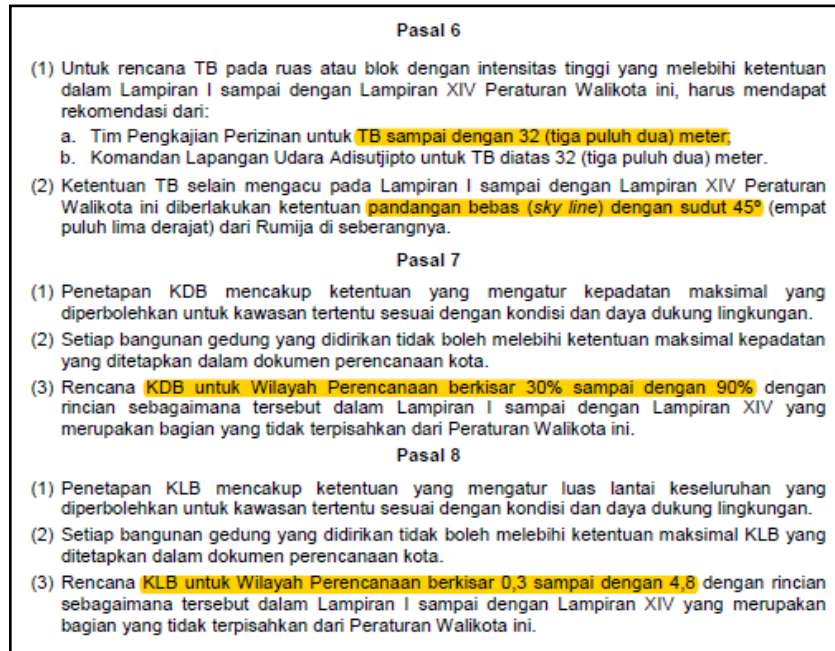 Pasal 6
(1) Untuk rencana TB pada ruas atau blok dengan intensitas tinggi yang melebihi ketentuan
dalam Lampiran I sampai dengan Lampiran XIV Peraturan Walikota ini, harus mendapat
rekomendasi dari:
a. Tim Pengkajian Perizinan untuk TB sampai dengan 32 (tiga puluh dua) meter;
b. Komandan Lapangan Udara Adisutjipto untuk TB diatas 32 (tiga puluh dua) meter.
(2) Ketentuan TB selain mengacu pada Lampiran I sampai dengan Lampiran XIV Peraturan
Walikota ini diberlakukan ketentuan pandangan bebas (sky line) dengan sudut 45º (empat
puluh lima derajat) dari Rumija di seberangnya.
Pasal 7
(1) Penetapan KDB mencakup ketentuan yang mengatur kepadatan maksimal yang
diperbolehkan untuk kawasan tertentu sesuai dengan kondisi dan daya dukung lingkungan.
(2) Setiap bangunan gedung yang didirikan tidak boleh melebihi ketentuan maksimal kepadatan
yang ditetapkan dalam dokumen perencanaan kota.
(3) Rencana KDB untuk Wilayah Perencanaan berkisar 30% sampai dengan 90% dengan
rincian sebagaimana tersebut dalam Lampiran I sampai dengan Lampiran XIV yang
merupakan bagian yang tidak terpisahkan dari Peraturan Walikota ini.
Pasal 8
(1) Penetapan KLB mencakup ketentuan yang mengatur luas lantai keseluruhan yang
diperbolehkan untuk kawasan tertentu sesuai dengan kondisi dan daya dukung lingkungan.
(2) Setiap bangunan gedung yang didirikan tidak boleh melebihi ketentuan maksimal KLB yang
ditetapkan dalam dokumen perencanaan kota.
(3) Rencana KLB untuk Wilayah Perencanaan berkisar 0,3 sampai dengan 4,8 dengan rincian
sebagaimana tersebut dalam Lampiran I sampai dengan Lampiran XIV yang merupakan
bagian yang tidak terpisahkan dari Peraturan Walikota ini.